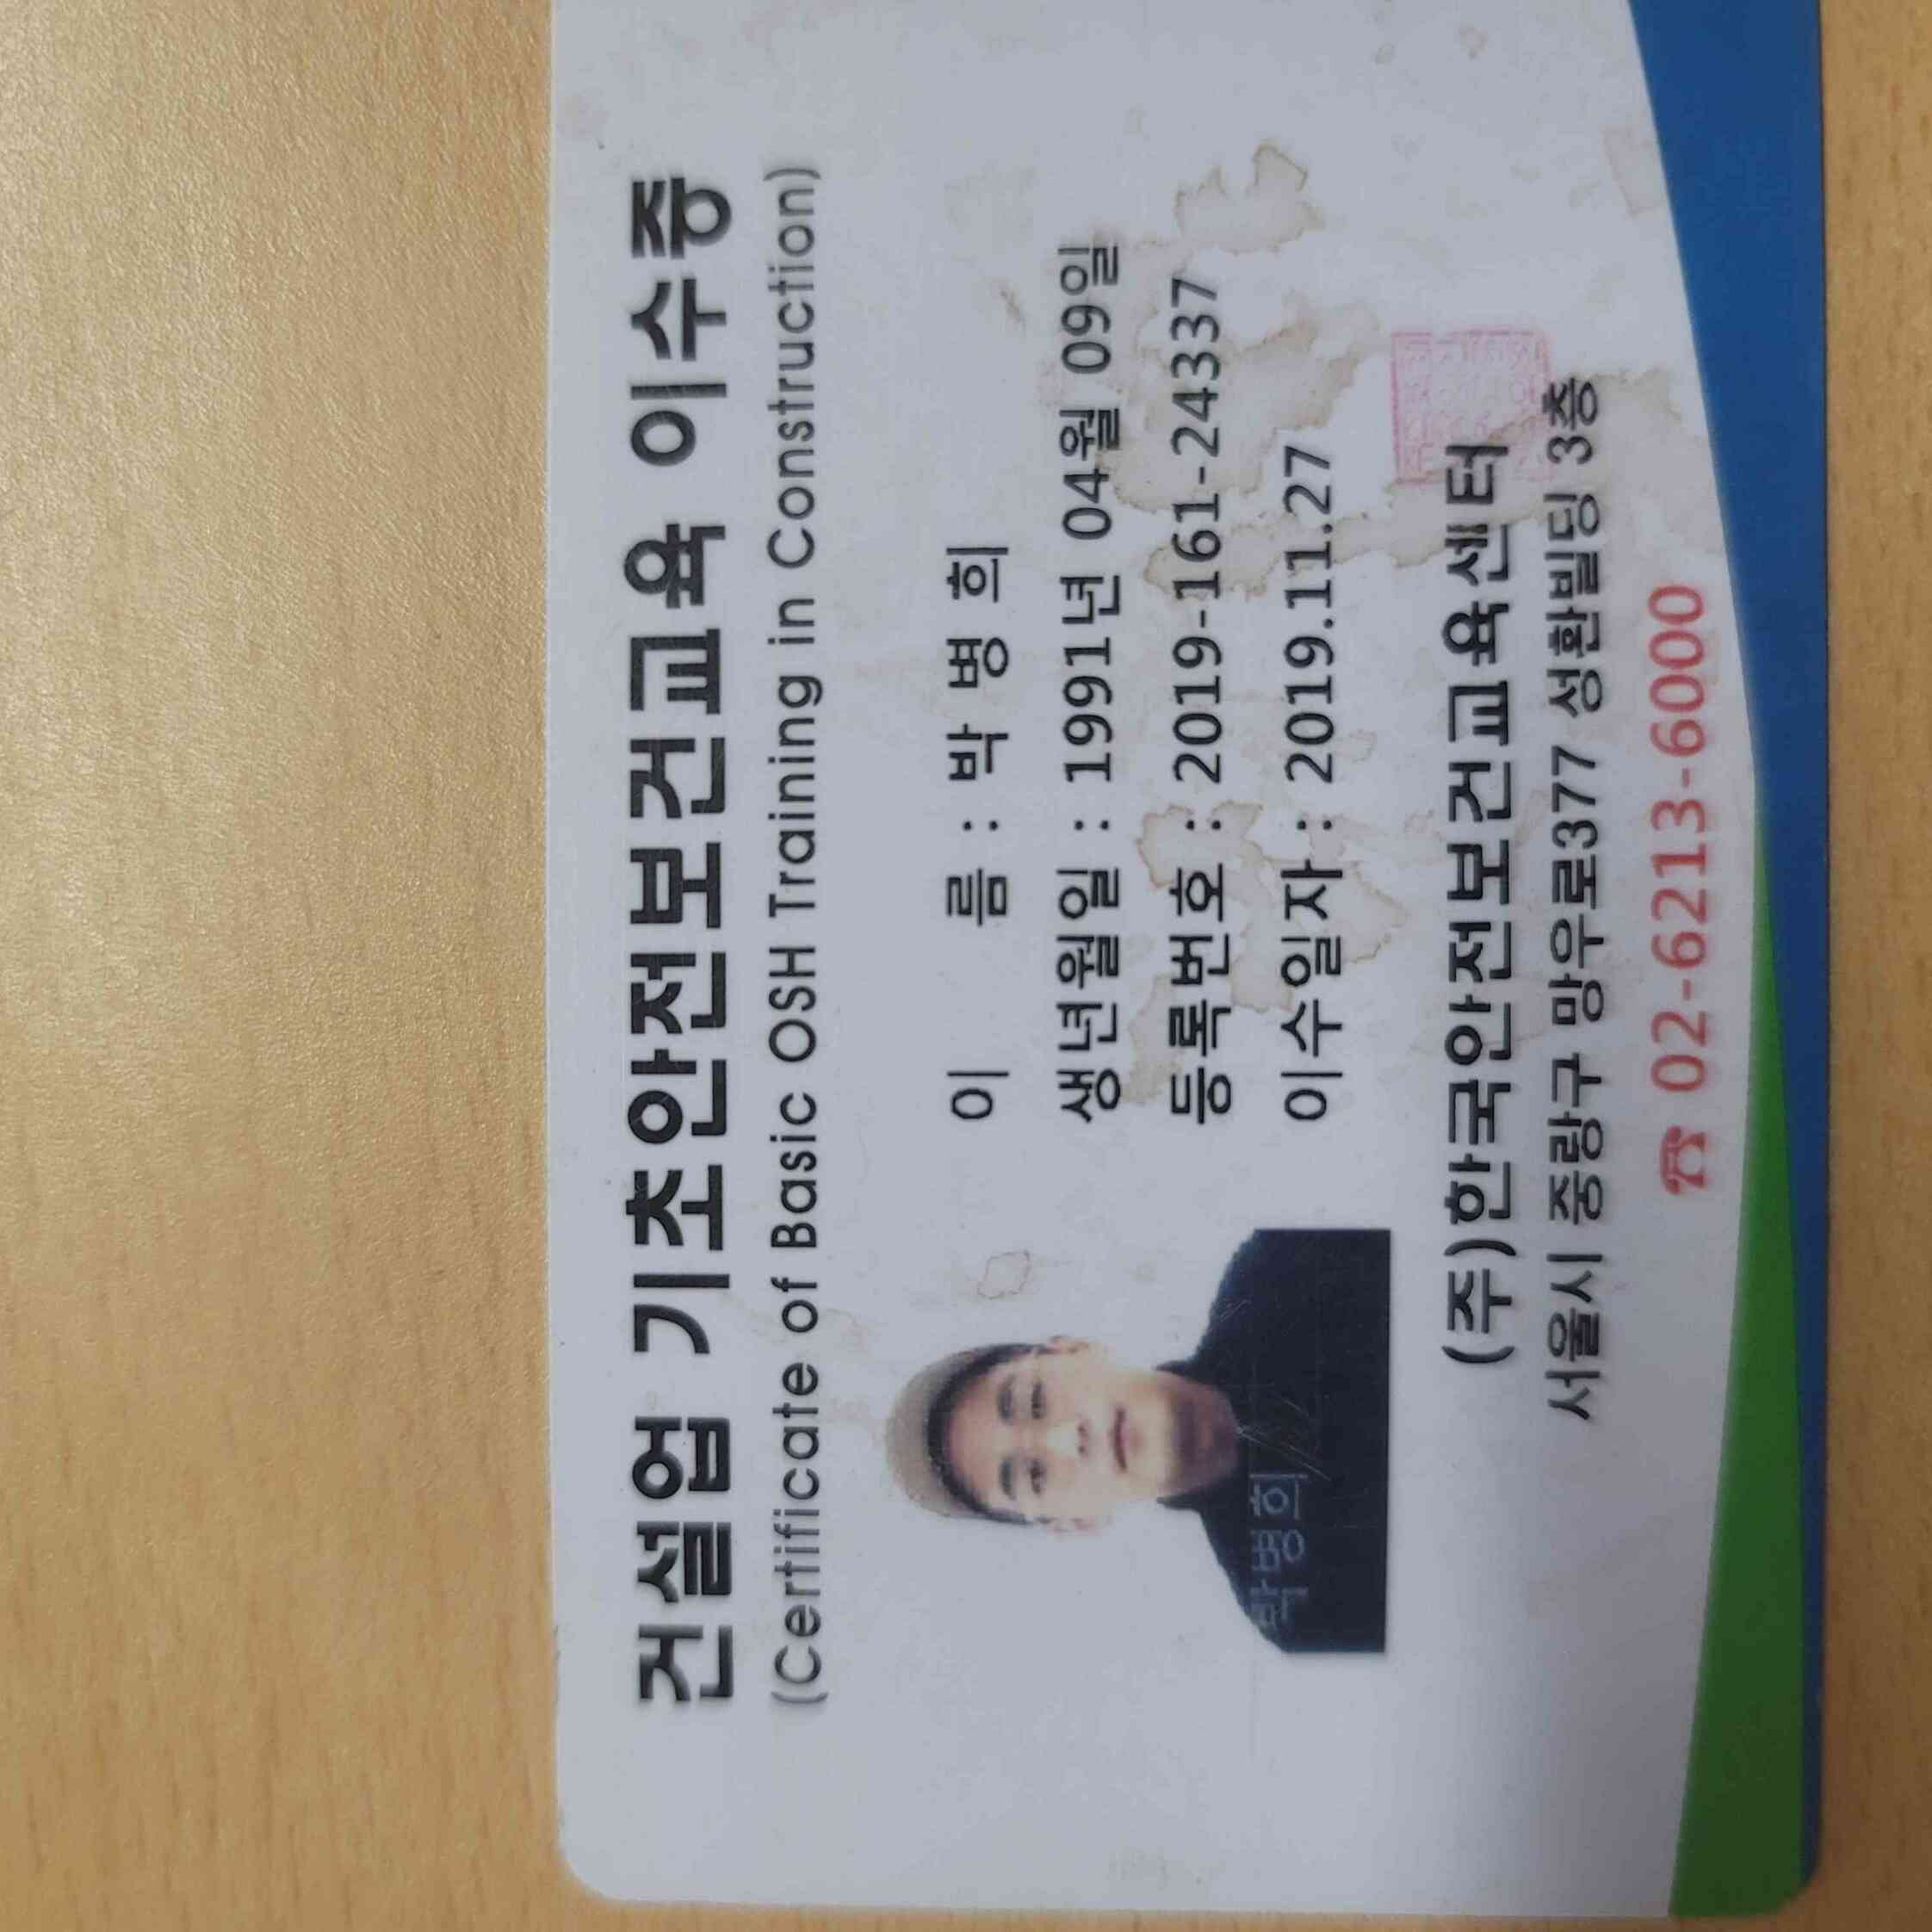 건설업 기초안전보건교육 이수증
(Certificate of Basic OSH Training in Construction)
이 름 : 박 병 희
생년월일 : 1991년 04월 09일
등록번호 : 2019-161-24337
이수일자 : 2019.11.27
박병희
(주)한국안전보건교육센터
서울시 중랑구 망우로377 성환빌딩 3층
☎ 02-6213-6000